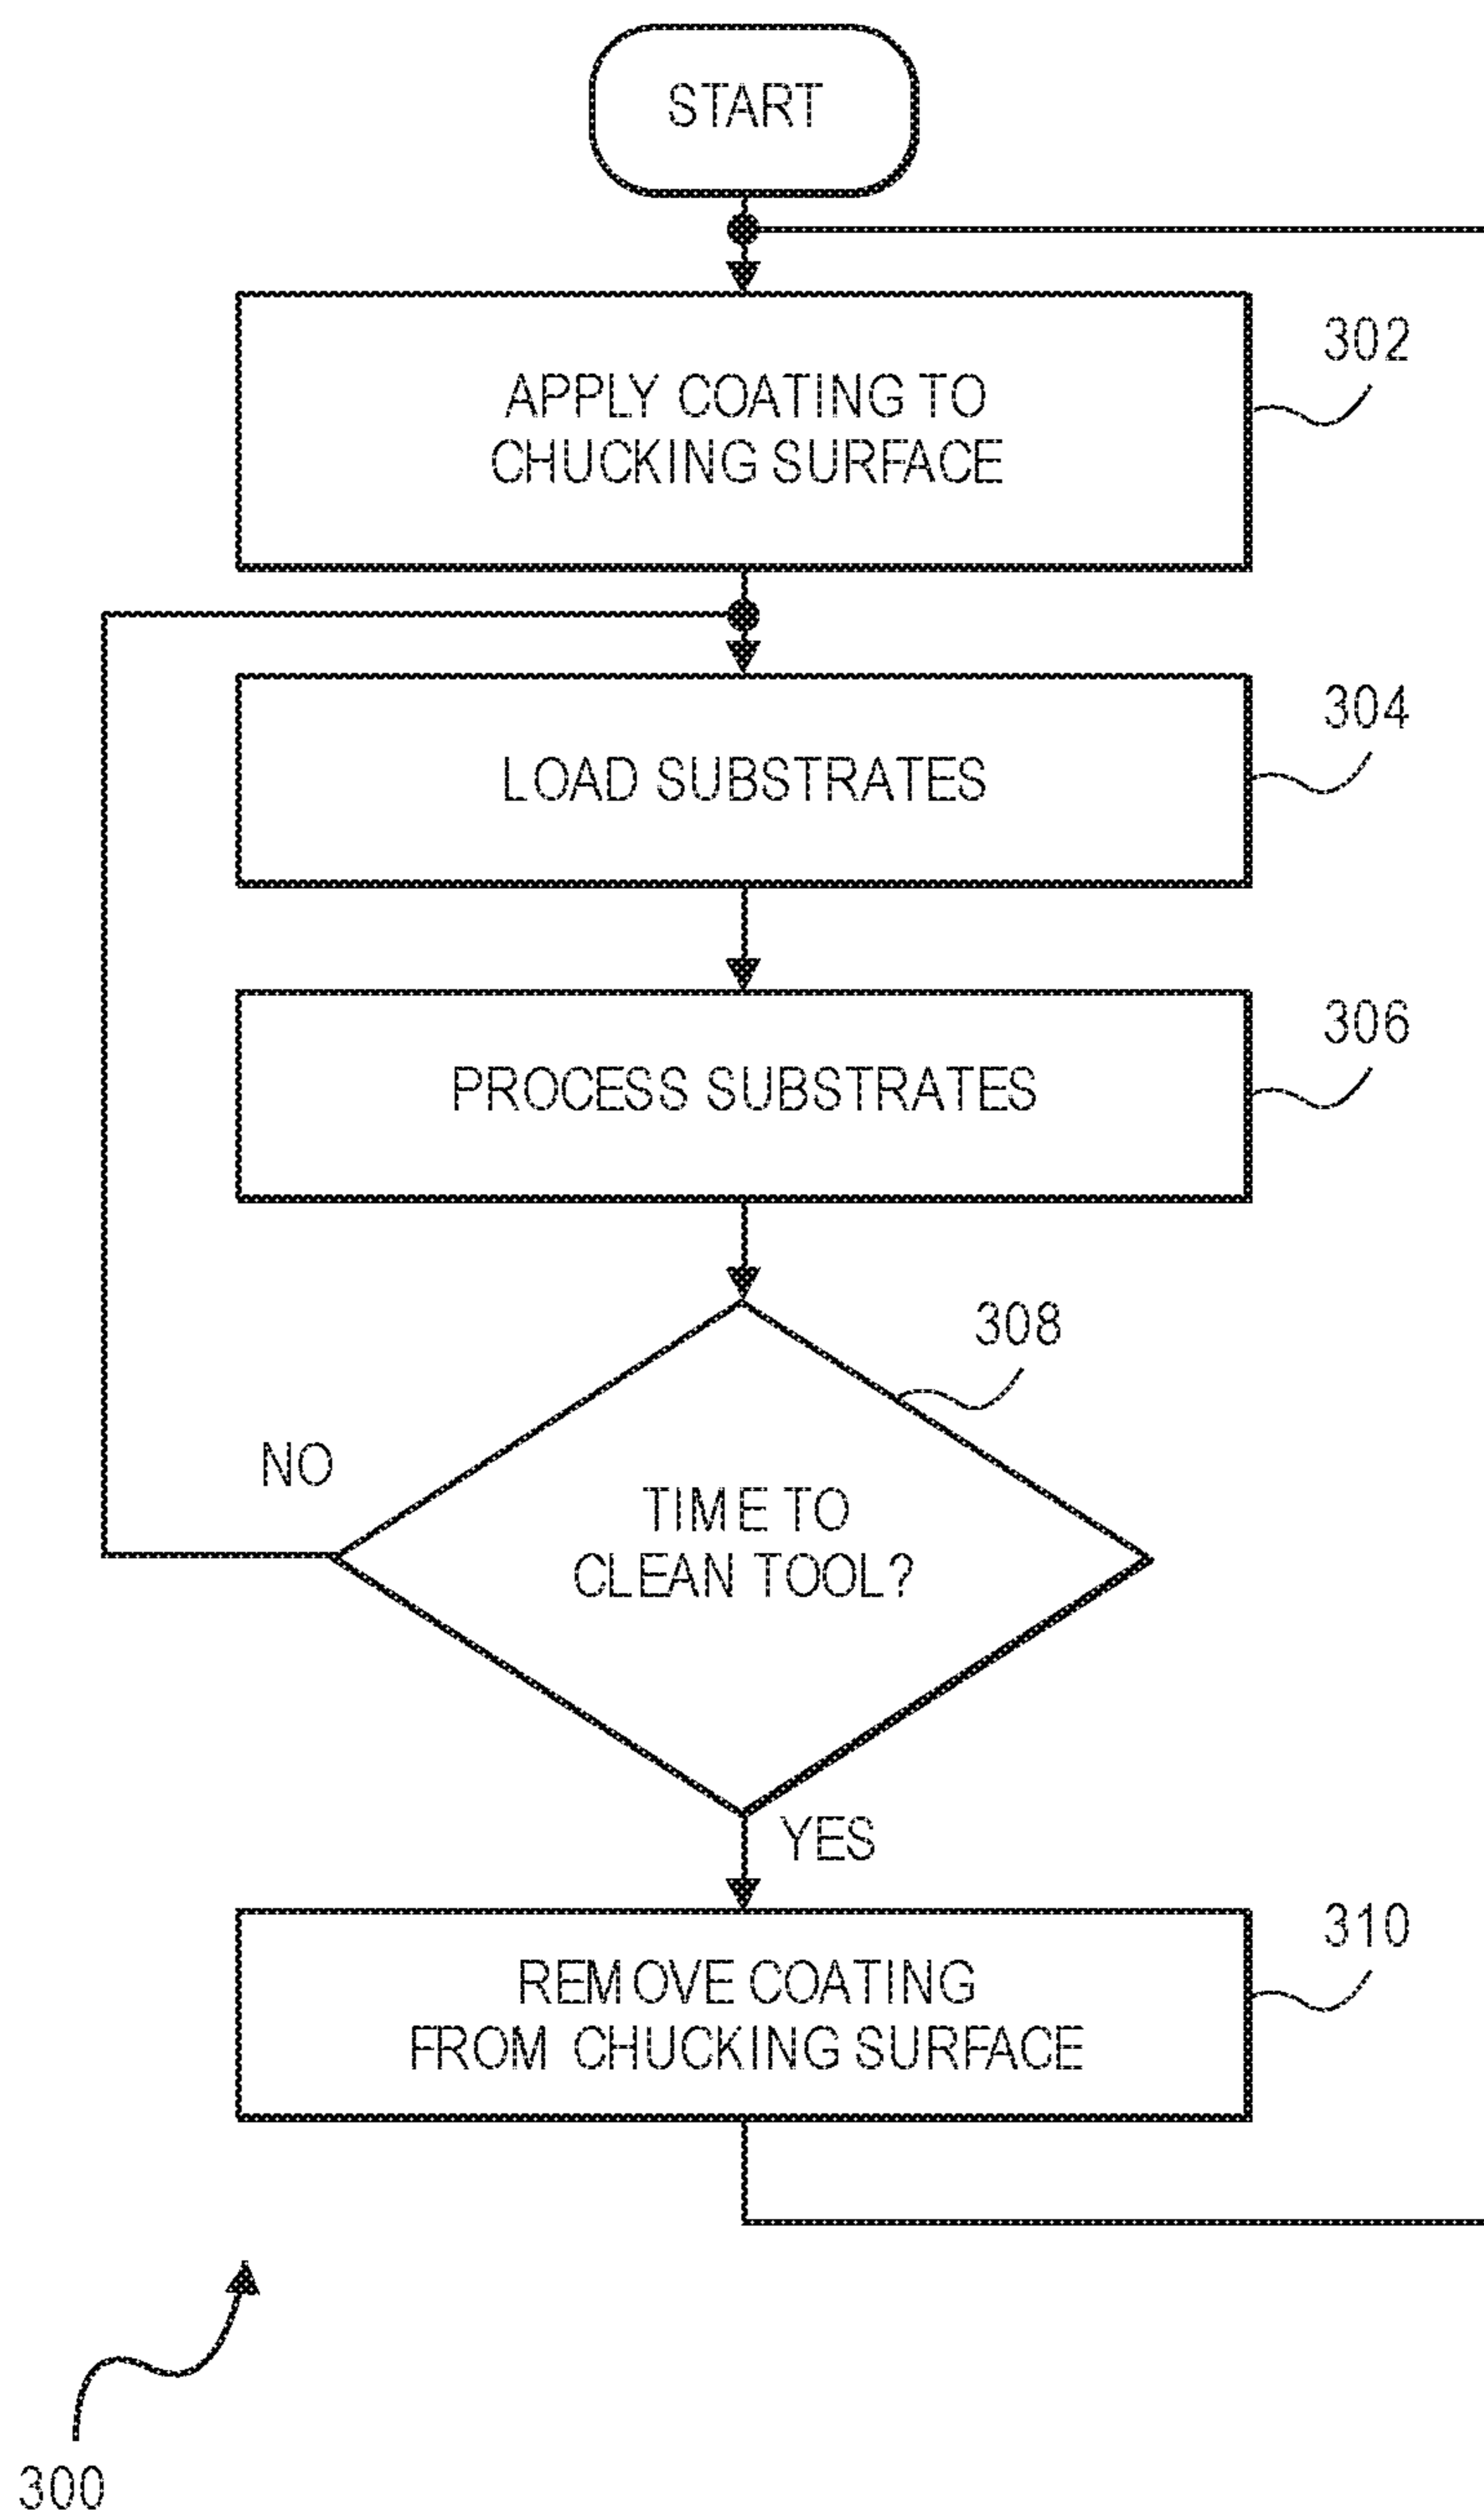 START
302
APPLY COATING TO
CHUCKING SURFACE
304
LOAD SUBSTRATES
306
PROCESS SUBSTRATES
308
NO
TIME TO
CLEAN TOOL?
YES
310
REMOVE COATING
FROM CHUCKING SURFACE
300